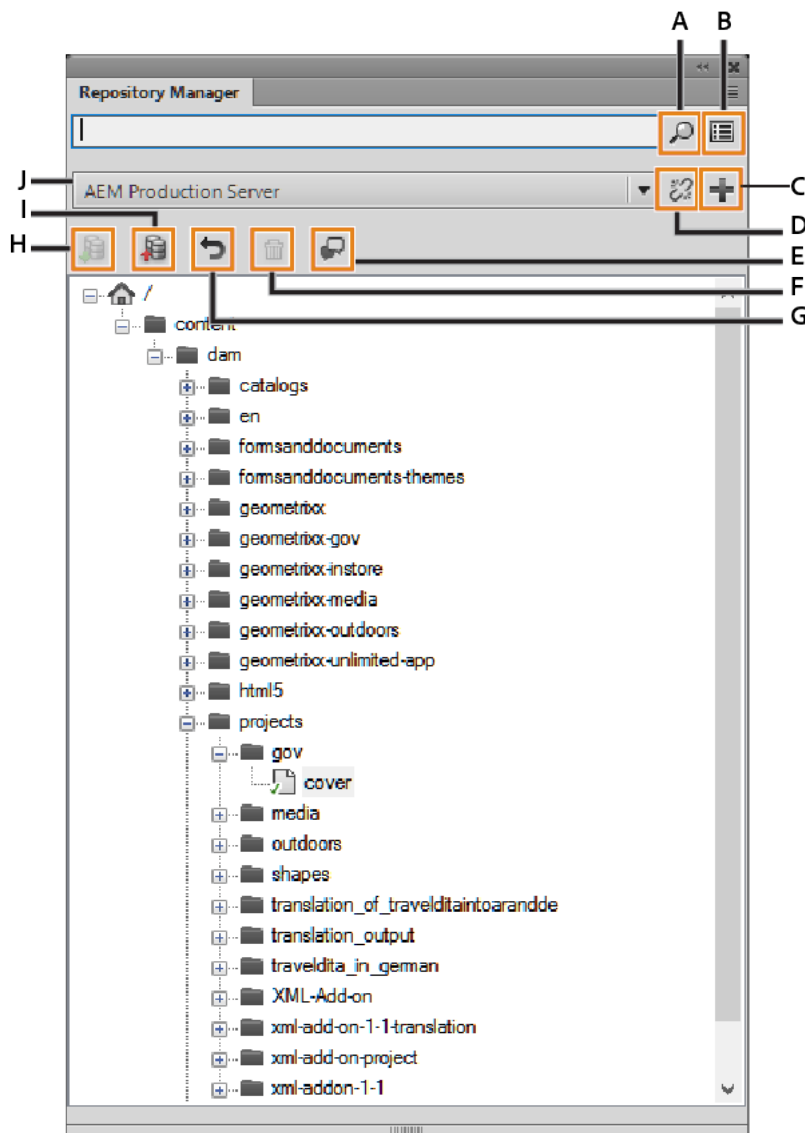 A B
Repository Manager
J AEM Production Server C
I D
H E
F
G
/
content
dam
catalogs
en
formsanddocuments
formsanddocuments-themes
geometrixx
geometrixx-gov
geometrixx-instore
geometrixx-media
geometrixx-outdoors
geometrixx-unlimited-app
html5
projects
gov
cover
media
outdoors
shapes
translation_of_travelditaintoarandde
translation_output
traveldita_in_german
XML-Add-on
xml-add-on-1-1-translation
xml-add-on-project
xml-addon-1-1